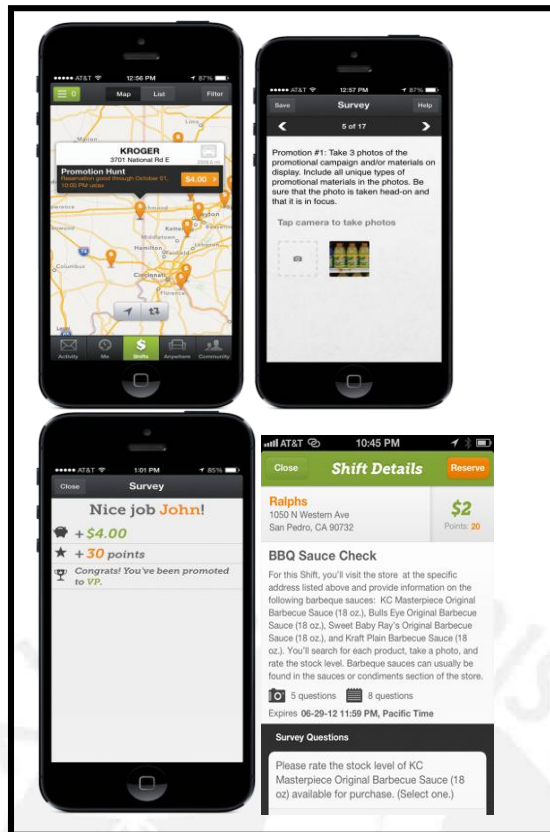 AT&T 12:56 PM 87%
0 Map List Filter
KROGER
3701 National Rd E
Promotion Hunt
Reservation good through October 01,
10:50 PM
$4.00 >
Lima
Dayton
Kettering
Middletown
Hamilton
Columbus
Cincinnati
Florence
Activity Me Shifts Anywhere Community
AT&T 12:57 PM 87%
Save Survey Help
5 of 17
Promotion #1: Take 3 photos of the
promotional campaign and/or materials on
display. Include all unique types of
promotional materials in the photos. Be
sure that the photo is taken head-on and
that it is in focus.
Tap camera to take photos
AT&T 1:01 PM 85%
Close Survey
Nice job John!
+ $4.00
+ 30 points
Congrats! You've been promoted
to VP.
AT&T 10:45 PM
Close Shift Details Reserve
Ralphs
1050 N Western Ave
San Pedro, CA 90732
$2
Points: 20
BBQ Sauce Check
For this Shift, you'll visit the store at the specific
address listed above and provide information on the
following barbeque sauces: KC Masterpiece Original
Barbecue Sauce (18 oz.), Bulls Eye Original Barbecue
Sauce (18 oz.), Sweet Baby Ray's Original Barbecue
Sauce (18 oz.), and Kraft Plain Barbecue Sauce (18
oz.). You'll search for each product, take a photo, and
rate the stock level. Barbeque sauces can usually be
found in the sauces or condiments section of the store.
5 questions 8 questions
Expires 06-29-12 11:59 PM, Pacific Time
Survey Questions
Please rate the stock level of KC
Masterpiece Original Barbecue Sauce (18
oz) available for purchase. (Select one.)